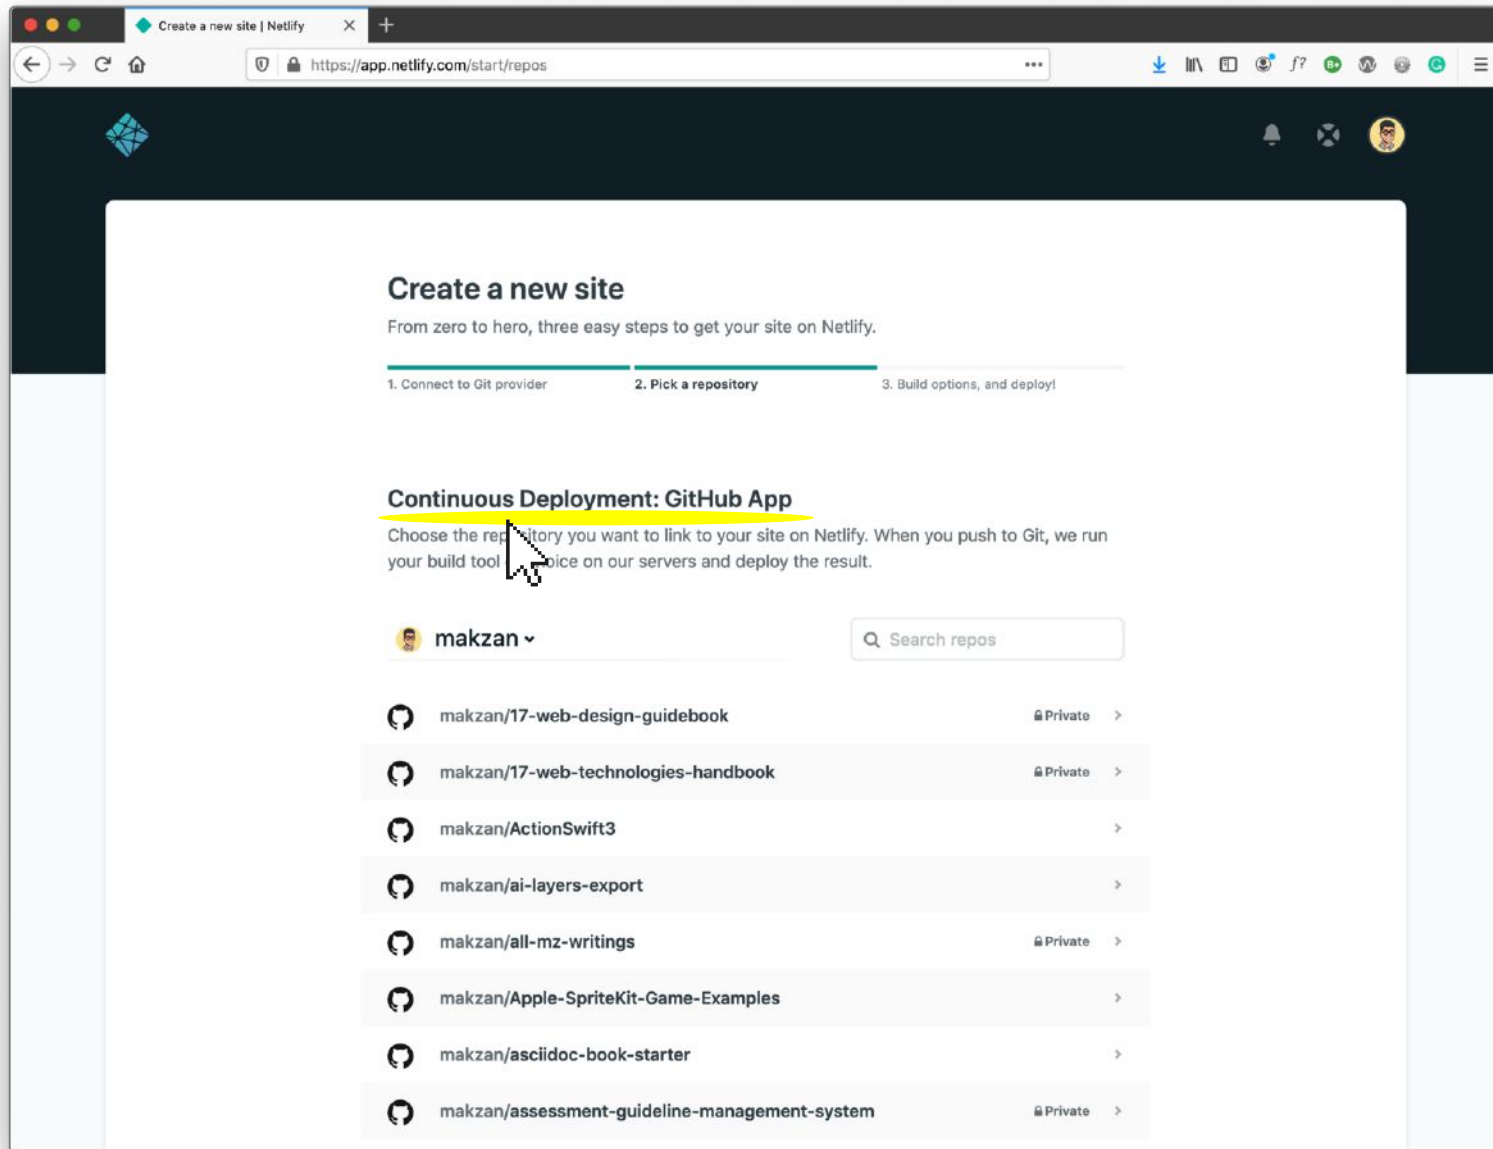 Create a new site | Netlify
https://app.netlify.com/start/repos
f?
Create a new site
From zero to hero, three easy steps to get your site on Netlify.
1. Connect to Git provider 2. Pick a repository 3. Build options, and deploy!
Continuous Deployment: GitHub App
Choose the you want to link to your site on Netlify. When you push to Git, we run
your build tool on our servers and deploy the result.
makzan Search repos
makzan/17-web-design-guidebook Private
makzan/17-web-technologies-handbook Private
makzan/ActionSwift3
makzan/ai-layers-export
makzan/all-mz-writings Private
makzan/Apple-SpriteKit-Game-Examples
makzan/asciidoc-book-starter
makzan/assessment-guideline-management-system Private